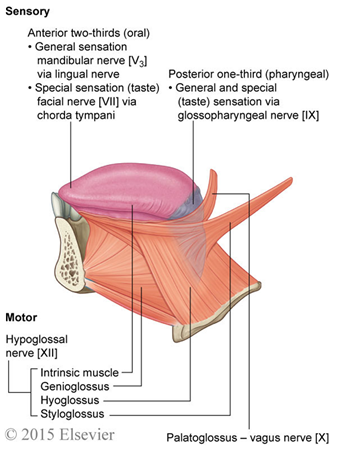 Sensory
Anterior two-thirds (oral)
• General sensation
mandibular nerve [V3]
via lingual nerve
• Special sensation (taste)
facial nerve [VII] via
chorda tympani
Posterior one-third (pharyngeal)
• General and special
(taste) sensation via
glossopharyngeal nerve [IX]
Motor
Hypoglossal
nerve [XII]
Intrinsic muscle
Genioglossus
Hyoglossus
Styloglossus
Palatoglossus – vagus nerve [X]
© 2015 Elsevier